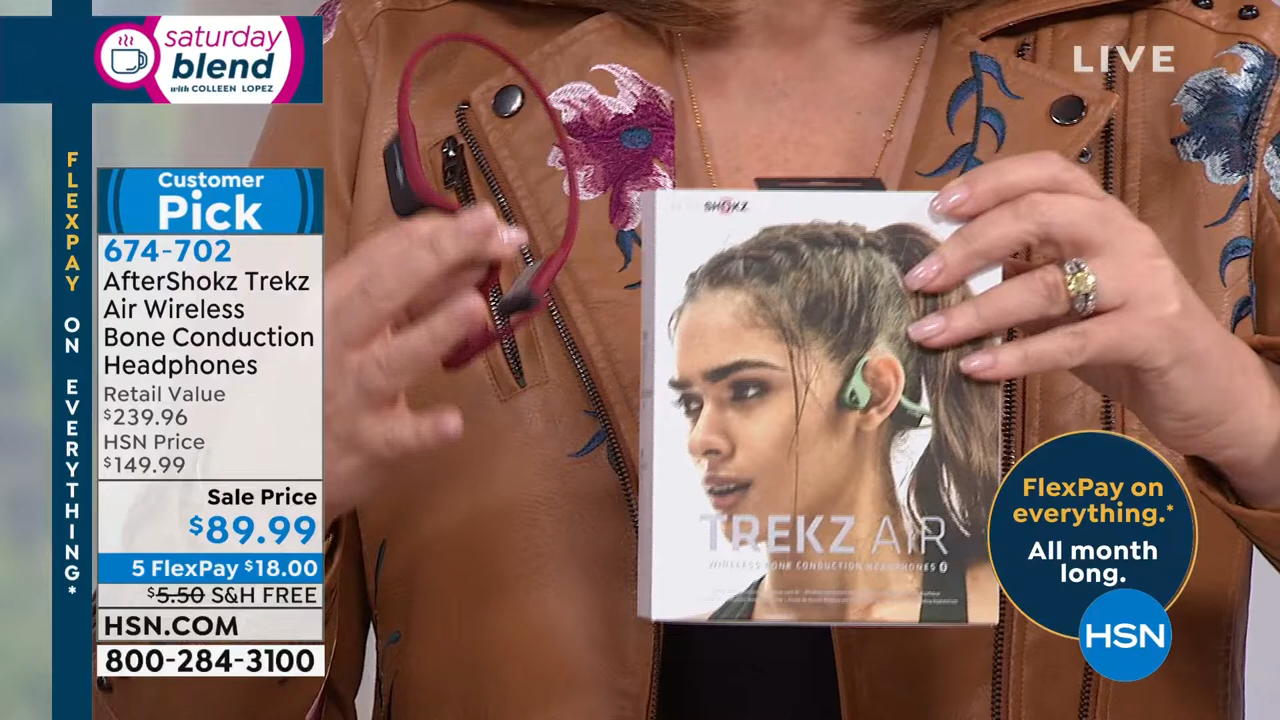 saturday
blend
with COLLEEN LOPEZ
LIVE
FLEXPAY ON EVERYTHING.*
Customer
Pick
674-702
AfterShokz Trekz
Air Wireless
Bone Conduction
Headphones
Retail Value
$239.96
HSN Price
$149.99
Sale Price
$89.99
5 FlexPay $18.00
$5.50 S&H FREE
HSN.COM
800-284-3100
SHOKZ
TREKZ AIR
WIRELESS BONE CONDUCTION HEADPHONES
FlexPay on
everything.*
All month
long.
HSN